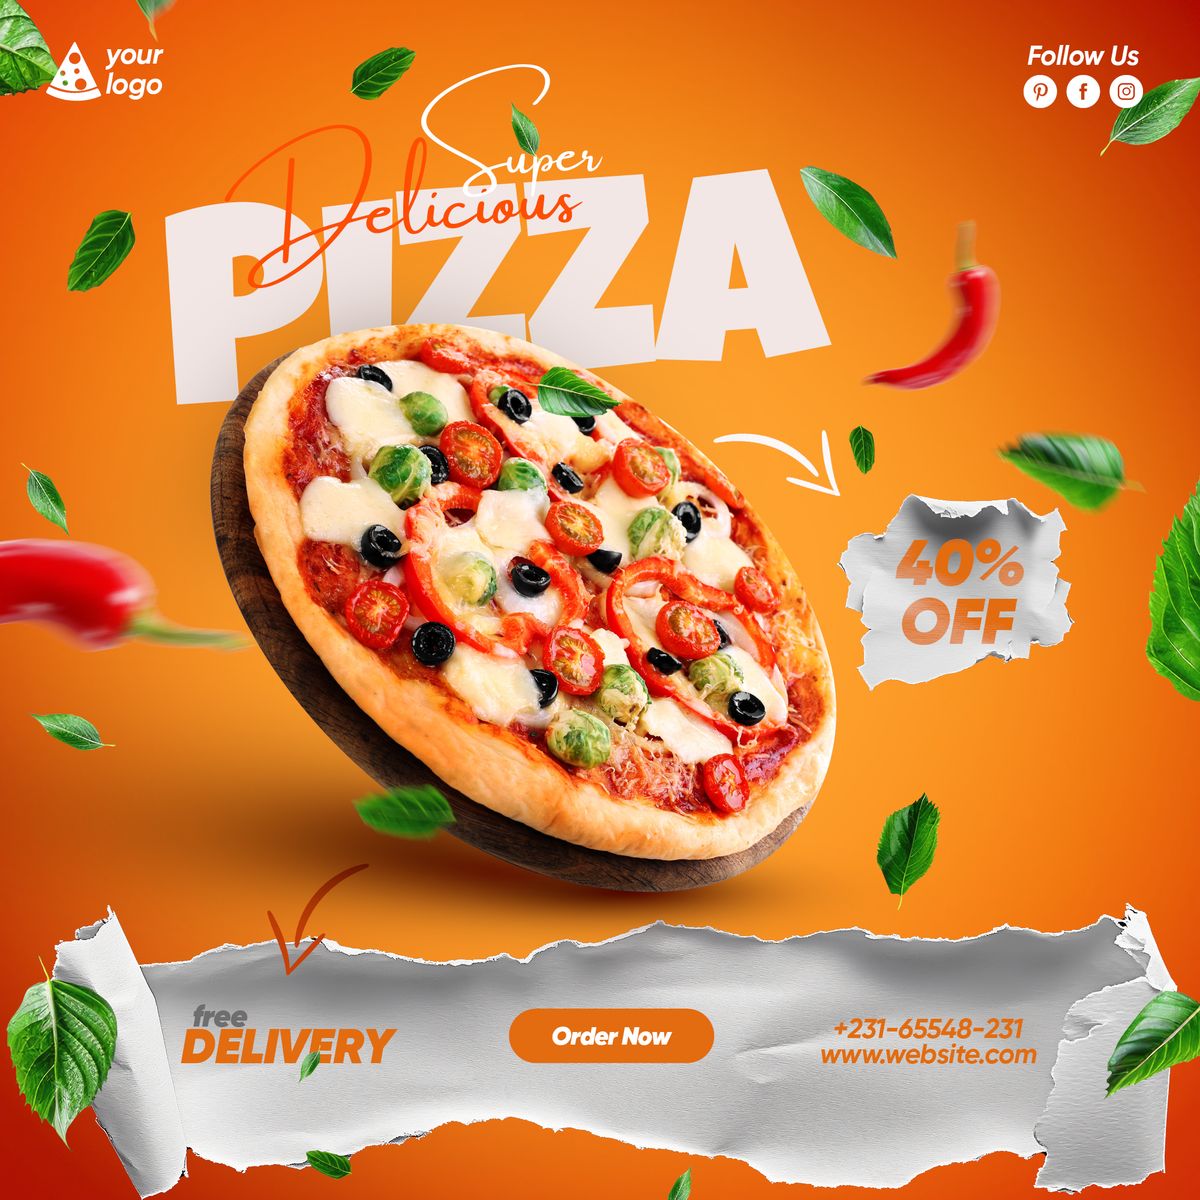 your
logo
Follow Us
Super
Delicious
PIZZA
40%
OFF
free
DELIVERY
Order Now
+231-65548-231
www.website.com